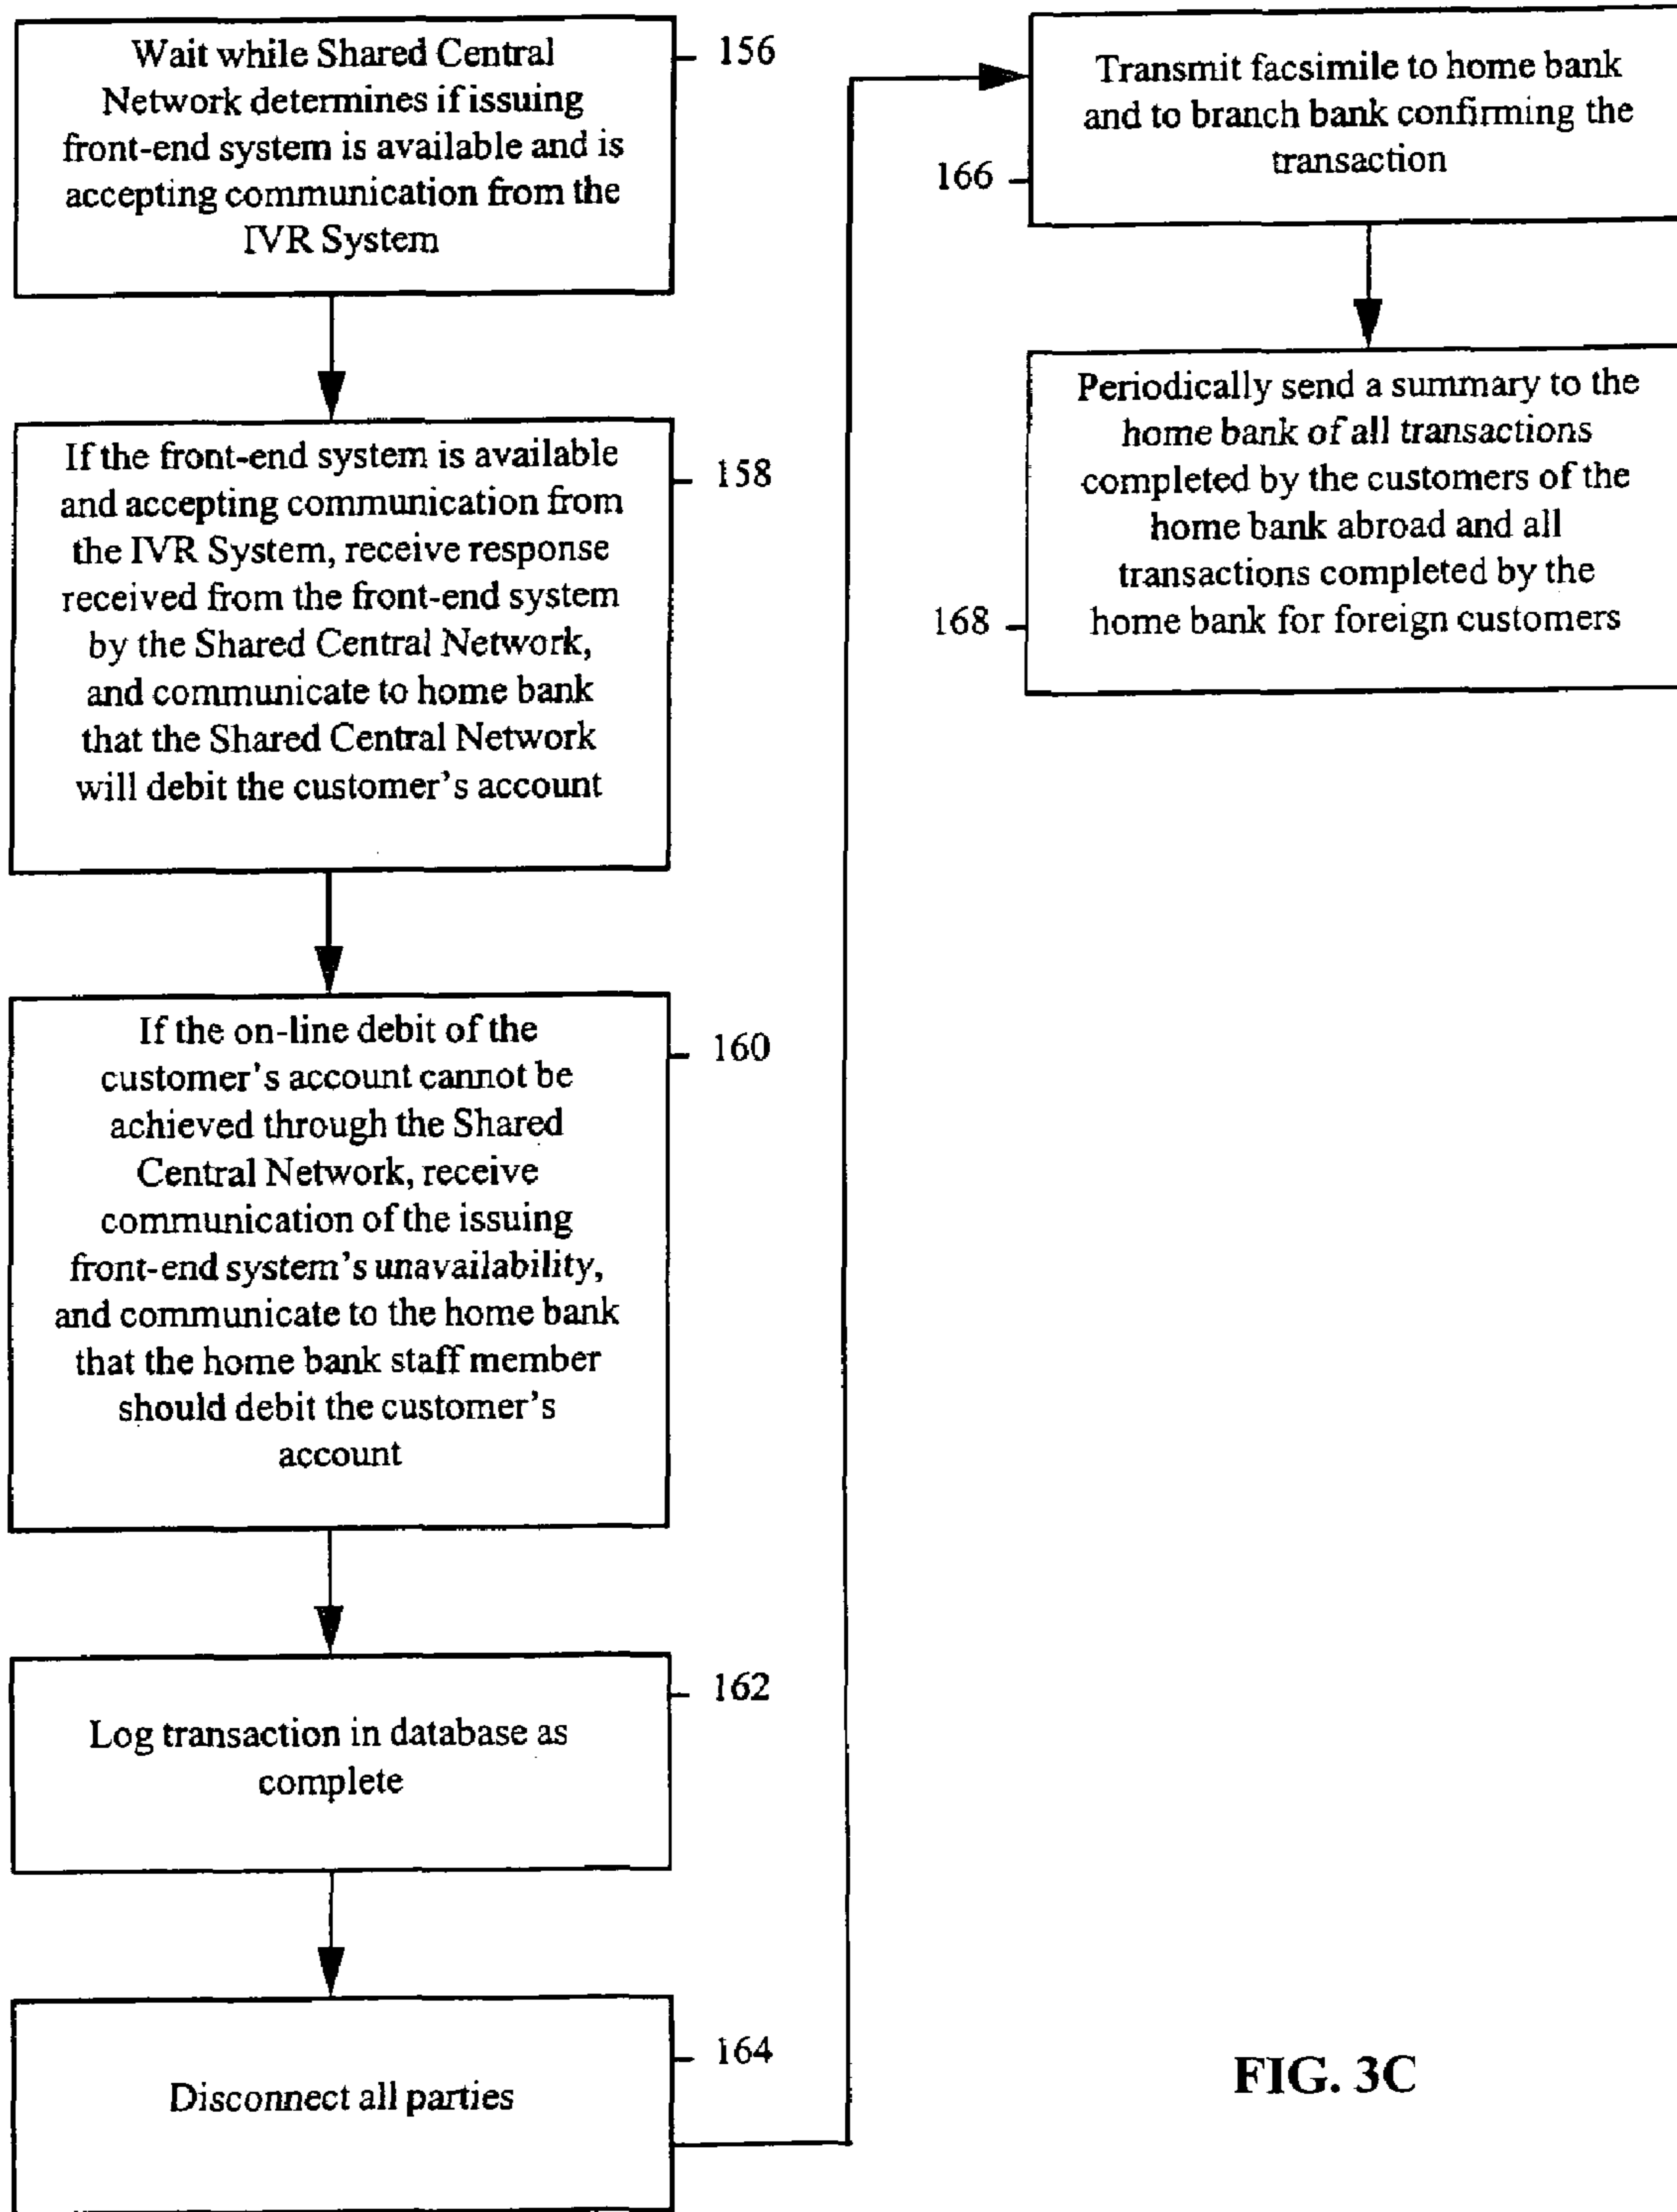 Wait while Shared Central
Network determines if issuing
front-end system is available and is
accepting communication from the
IVR System
156
If the front-end system is available
and accepting communication from
the IVR System, receive response
received from the front-end system
by the Shared Central Network,
and communicate to home bank
that the Shared Central Network
will debit the customer's account
158
If the on-line debit of the
customer's account cannot be
achieved through the Shared
Central Network, receive
communication of the issuing
front-end system's unavailability,
and communicate to the home bank
that the home bank staff member
should debit the customer's
account
160
Log transaction in database as
complete
162
Disconnect all parties
164
Transmit facsimile to home bank
and to branch bank confirming the
transaction
166
Periodically send a summary to the
home bank of all transactions
completed by the customers of the
home bank abroad and all
transactions completed by the
home bank for foreign customers
168
FIG. 3C